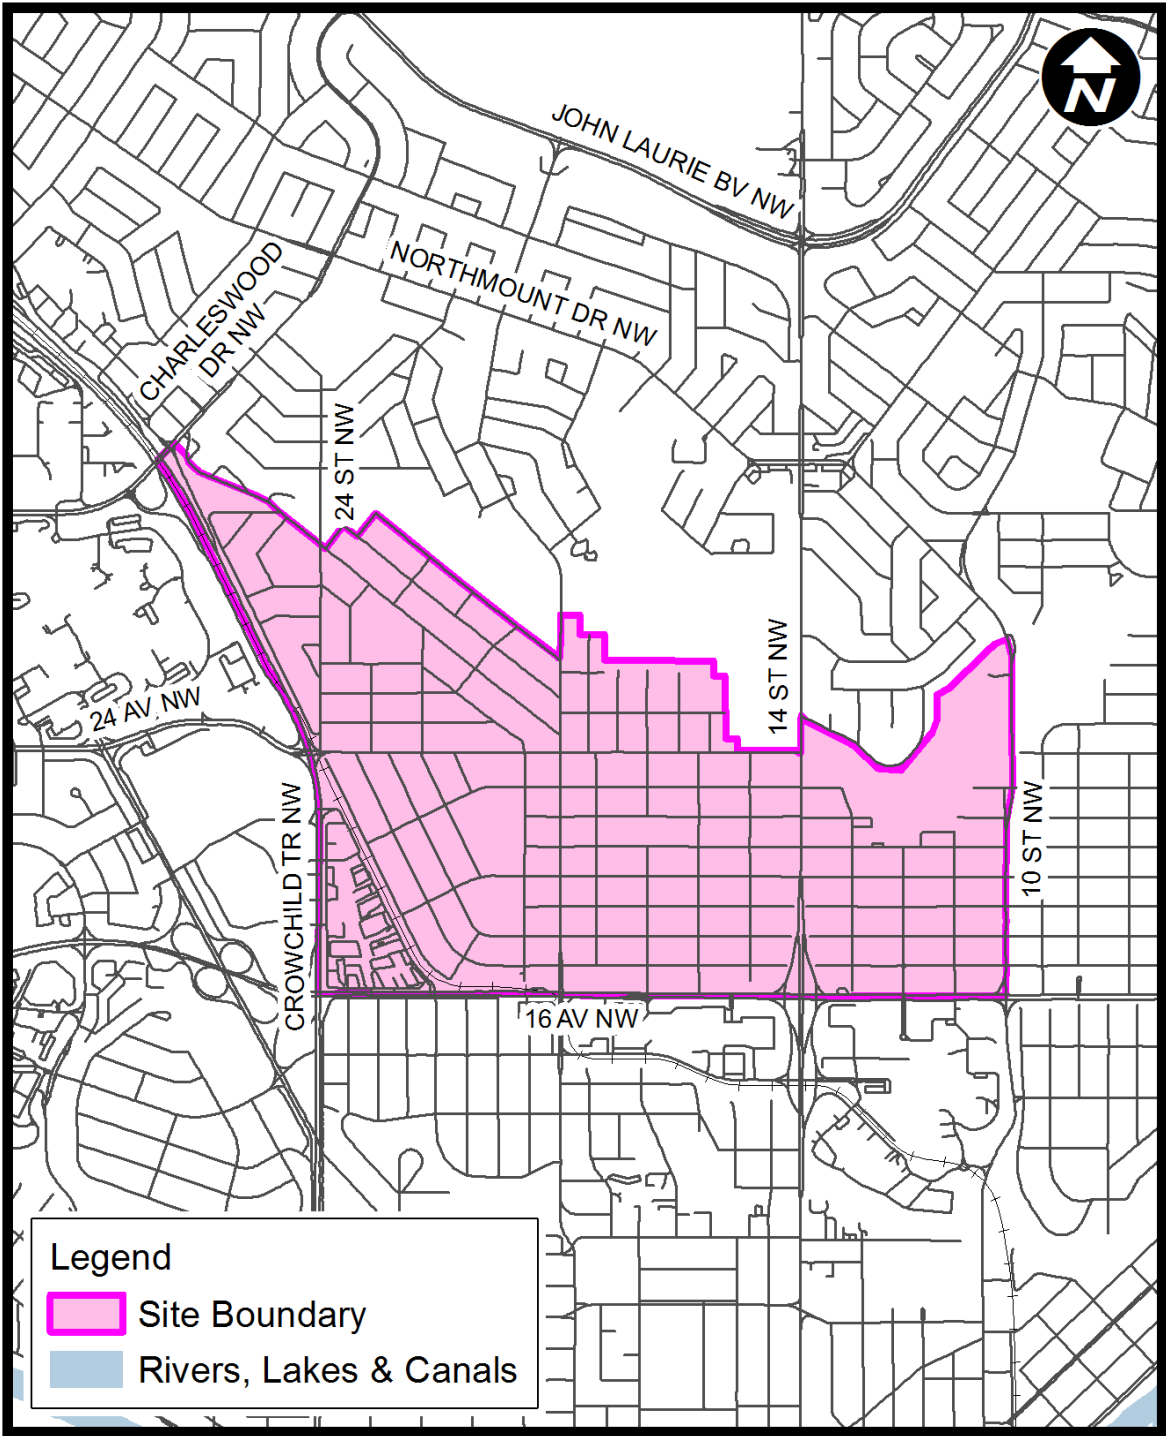 N
JOHN LAURIE BV NW
NORTHMOUNT DR NW
CHARLESWOOD
DR NW
24 ST NW
14 ST NW
24 AV NW
CROWCHILD TR NW
10 ST NW
16 AV NW
Legend
Site Boundary
Rivers, Lakes & Canals